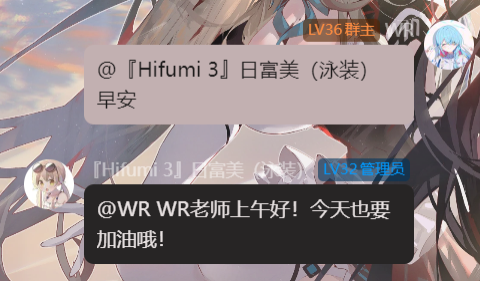 LV36 群主 WR
@『Hifumi 3』日富美（泳装）
早安
『Hifumi 3』日富美（泳装） LV32 管理员
@WR WR老师上午好！今天也要
加油哦！